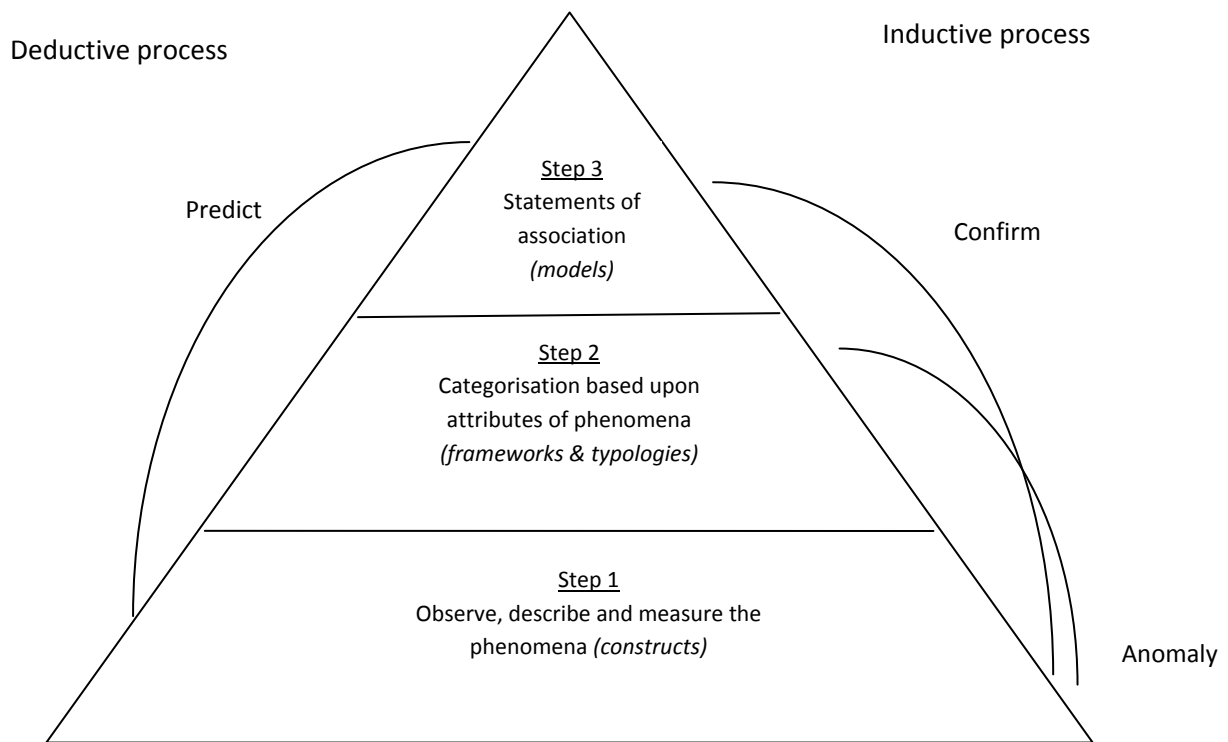 Deductive process
Inductive process
Predict
Confirm
Step 3
Statements of
association
(models)
Step 2
Categorisation based upon
attributes of phenomena
(frameworks & typologies)
Step 1
Observe, describe and measure the
phenomena (constructs)
Anomaly